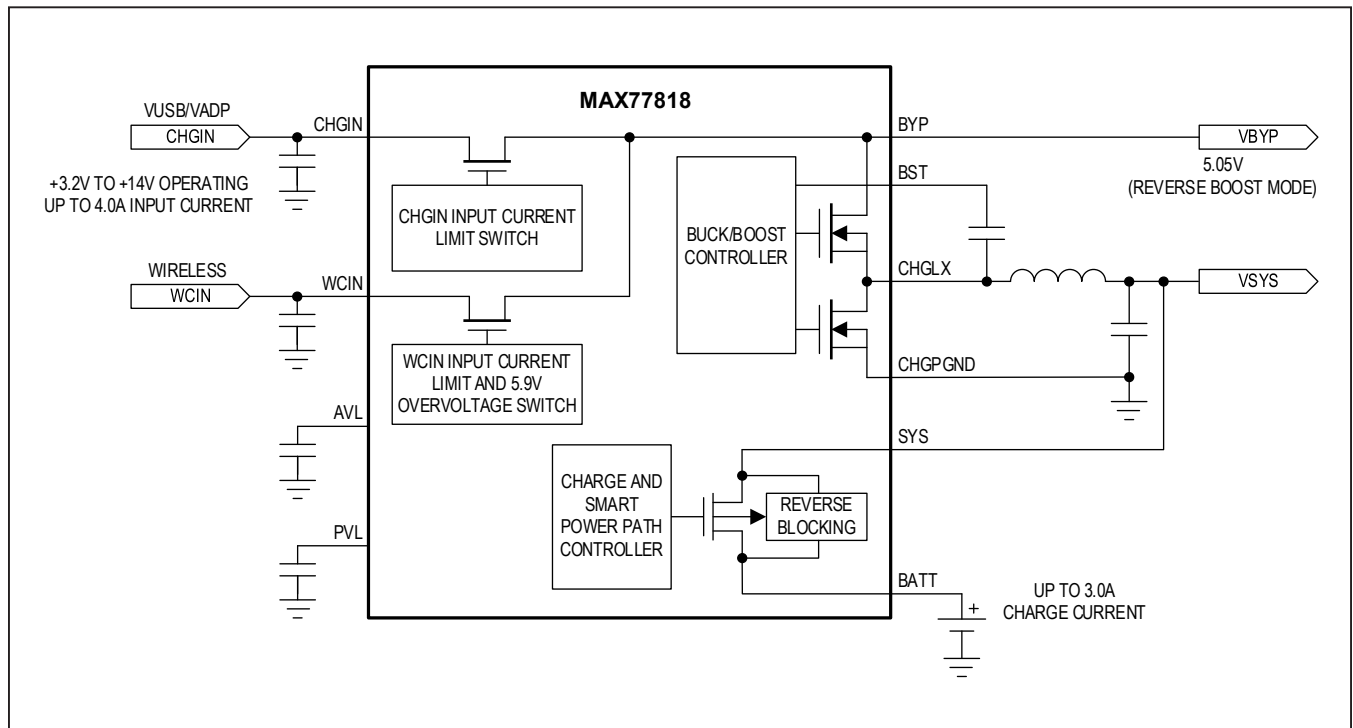 MAX77818
VUSB/VADP
CHGIN
CHGIN
+3.2V TO +14V OPERATING
UP TO 4.0A INPUT CURRENT
CHGIN INPUT CURRENT
LIMIT SWITCH
WIRELESS
WCIN
WCIN
WCIN INPUT CURRENT
LIMIT AND 5.9V
OVERVOLTAGE SWITCH
AVL
PVL
BUCK/BOOST
CONTROLLER
BYP
VBYP
5.05V
(REVERSE BOOST MODE)
BST
CHGLX
VSYS
CHGPGND
SYS
CHARGE AND
SMART
POWER PATH
CONTROLLER
REVERSE
BLOCKING
BATT
+
UP TO 3.0A
CHARGE CURRENT